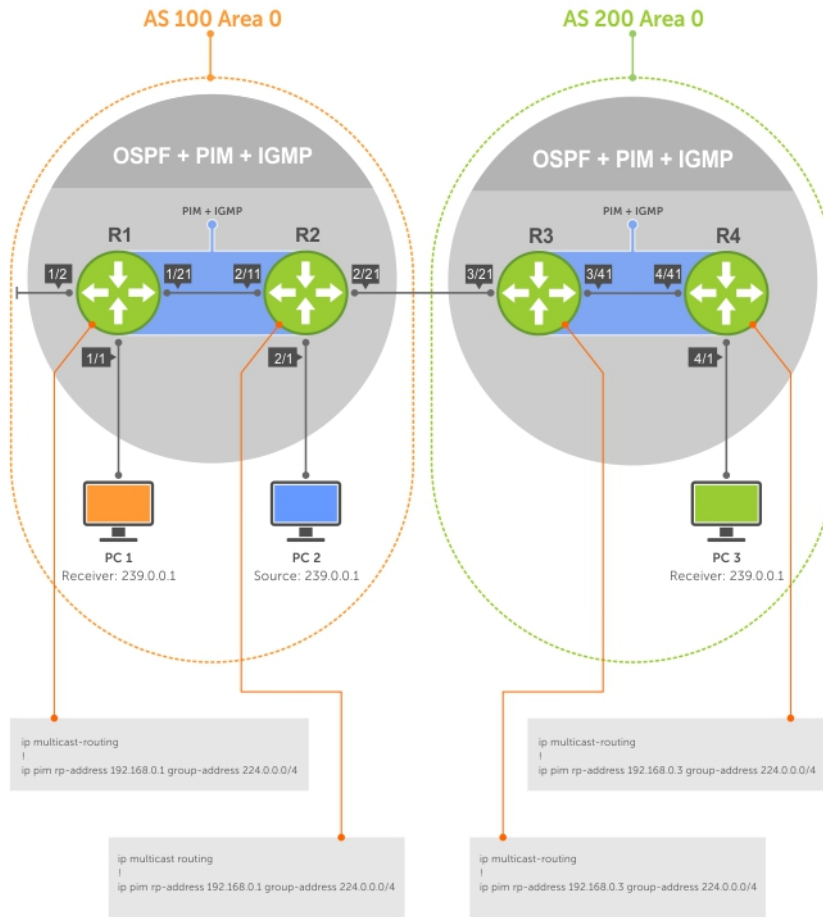 AS 100 Area 0
AS 200 Area 0
OSPF + PIM + IGMP
OSPF + PIM + IGMP
PIM + IGMP
PIM + IGMP
R1
R2
R3
R4
1/2
1/21
2/11
2/21
3/21
3/41
4/41
1/1
2/1
4/1
PC 1
Receiver: 239.0.0.1
PC 2
Source: 239.0.0.1
PC 3
Receiver: 239.0.0.1
ip multicast-routing
!
ip pim rp-address 192.168.0.1 group-address 224.0.0.0/4
ip multicast-routing
!
ip pim rp-address 192.168.0.3 group-address 224.0.0.0/4
ip multicast routing
!
ip pim rp-address 192.168.0.1 group-address 224.0.0.0/4
ip multicast-routing
!
ip pim rp-address 192.168.0.3 group-address 224.0.0.0/4